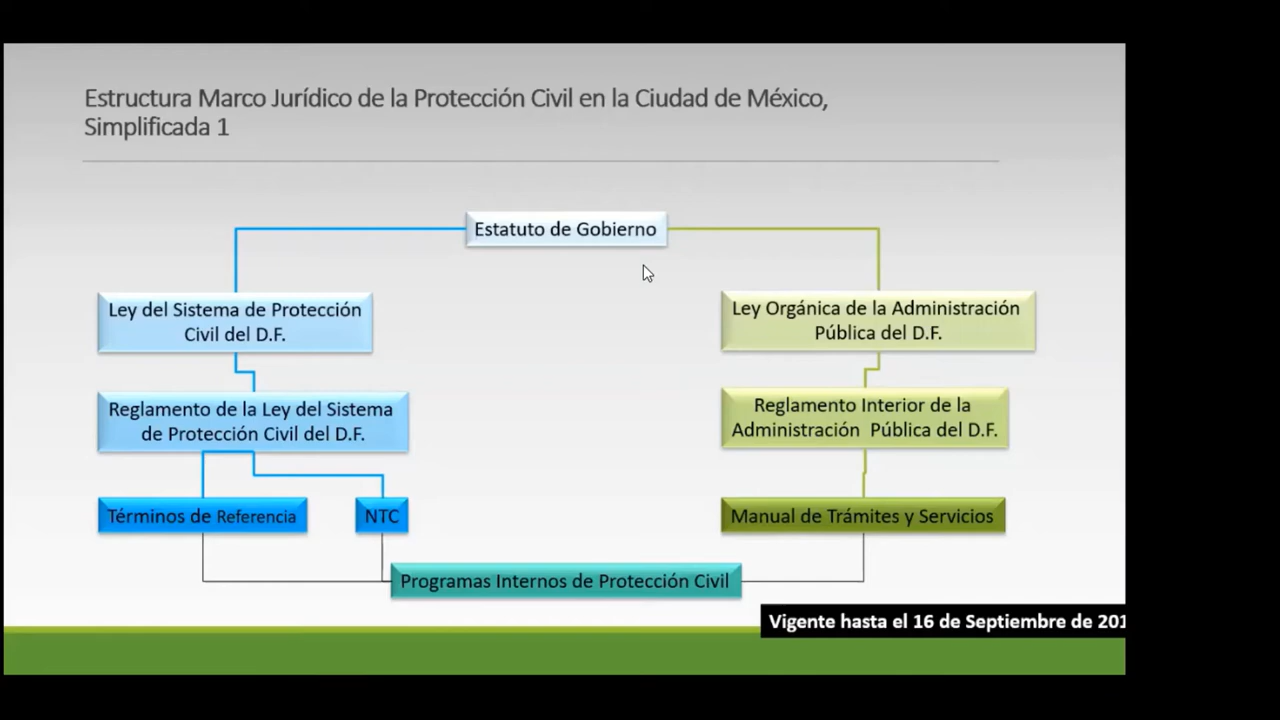 Estructura Marco Jurídico de la Protección Civil en la Ciudad de México,
Simplificada 1
Estatuto de Gobierno
Ley del Sistema de Protección
Civil del D.F.
Ley Orgánica de la Administración
Pública del D.F.
Reglamento de la Ley del Sistema
de Protección Civil del D.F.
Reglamento Interior de la
Administración Pública del D.F.
Términos de Referencia
NTC
Manual de Trámites y Servicios
Programas Internos de Protección Civil
Vigente hasta el 16 de Septiembre de